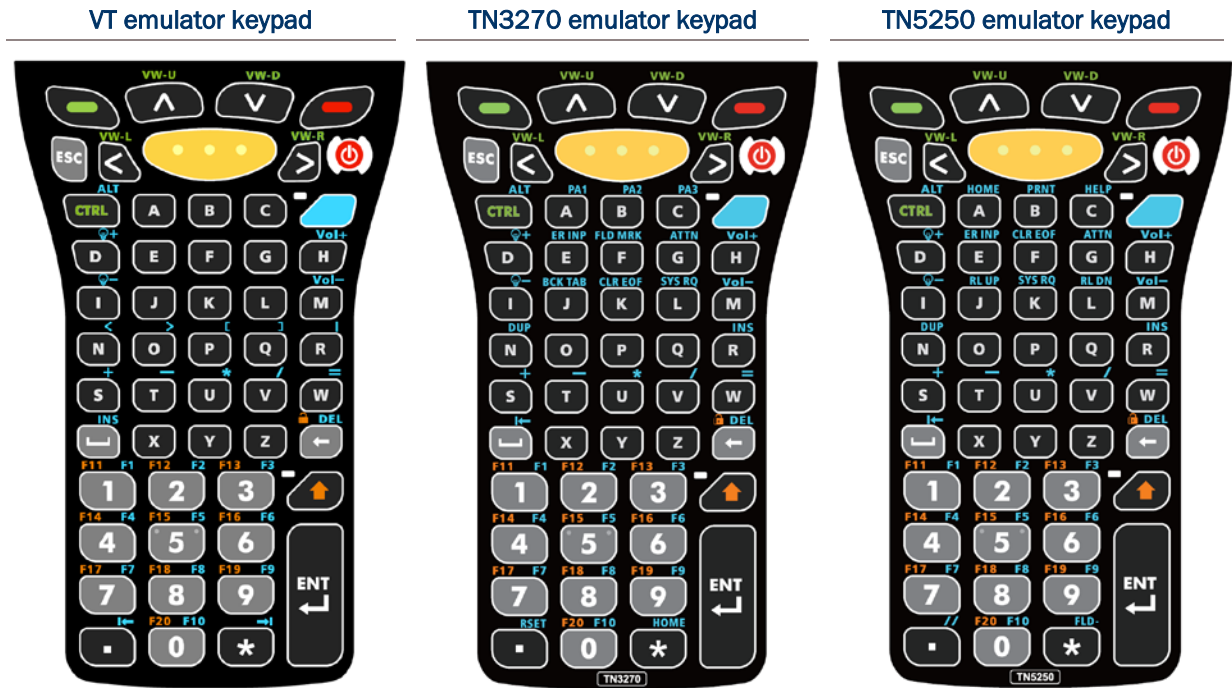 VT emulator keypad
VW-U VW-D
VW-L VW-R
ESC < ^ v >
ALT
CTRL A B C
+ Vol+
D E F G H
- Vol-
I J K L M
< > [ ] |
N O P Q R
+ - * / =
S T U V W
INS DEL
X Y Z ←
F11 F1 F12 F2 F13 F3
1 2 3
F14 F4 F15 F5 F16 F6
4 5 6
F17 F7 F18 F8 F19 F9
7 8 9 ENT
|← F20 F10 →|
. 0 *
TN3270 emulator keypad
VW-U VW-D
VW-L VW-R
ESC < ^ v >
ALT PA1 PA2 PA3
CTRL A B C
+ ER INP FLD MRK ATTN Vol+
D E F G H
- BCK TAB CLR EOF SYS RQ Vol-
I J K L M
DUP INS
N O P Q R
+ - * / =
S T U V W
|← DEL
X Y Z ←
F11 F1 F12 F2 F13 F3
1 2 3
F14 F4 F15 F5 F16 F6
4 5 6
F17 F7 F18 F8 F19 F9
7 8 9 ENT
RSET F20 F10 HOME
. 0 *
TN3270
TN5250 emulator keypad
VW-U VW-D
VW-L VW-R
ESC < ^ v >
ALT HOME PRNT HELP
CTRL A B C
+ ER INP CLR EOF ATTN Vol+
D E F G H
- RL UP SYS RQ RL DN Vol-
I J K L M
DUP INS
N O P Q R
+ - * / =
S T U V W
|← DEL
X Y Z ←
F11 F1 F12 F2 F13 F3
1 2 3
F14 F4 F15 F5 F16 F6
4 5 6
F17 F7 F18 F8 F19 F9
7 8 9 ENT
// F20 F10 FLD-
. 0 *
TN5250